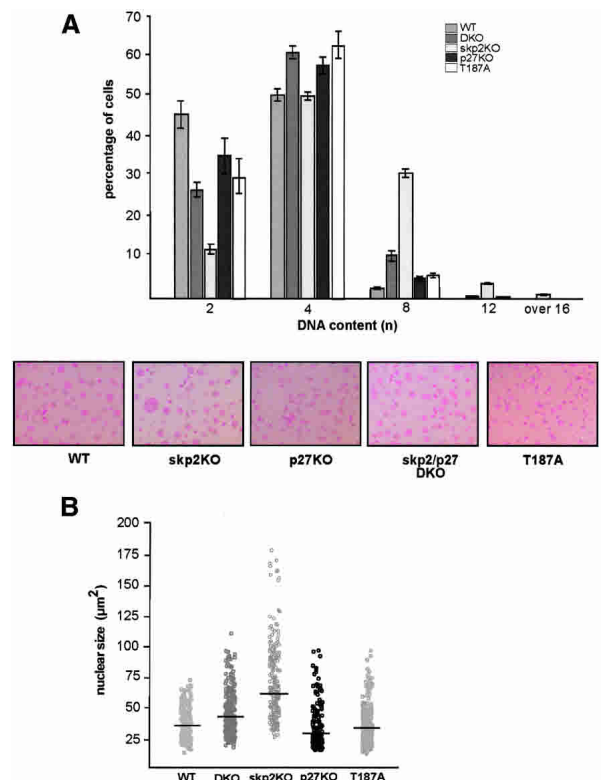 A
percentage of cells
70
60
50
40
30
20
10
WT
DKO
skp2KO
p27KO
T187A
2 4 8 12 over 16
DNA content (n)
WT skp2KO p27KO skp2/p27 DKO T187A
B
nuclear size (µm²)
200
175
150
125
100
75
50
25
WT DKO skp2KO p27KO T187A